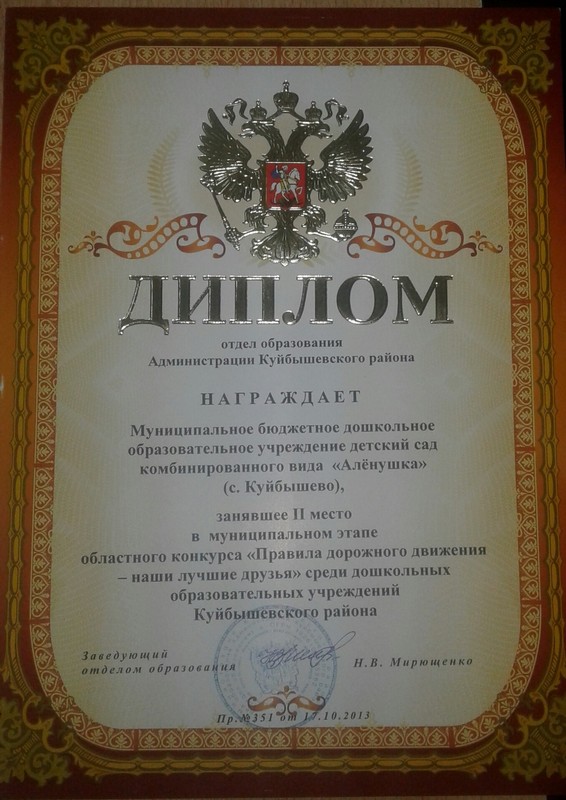 ДИПЛОМ
отдел образования
Администрации Куйбышевского района
НАГРАЖДАЕТ
Муниципальное бюджетное дошкольное
образовательное учреждение детский сад
комбинированного вида «Алёнушка»
(с. Куйбышево),
занявшее II место
в муниципальном этапе
областного конкурса «Правила дорожного движения
– наши лучшие друзья» среди дошкольных
образовательных учреждений
Куйбышевского района
Заведующий
отделом образования
Н.В. Мирющенко
Пр.№351 от 17.10.2013